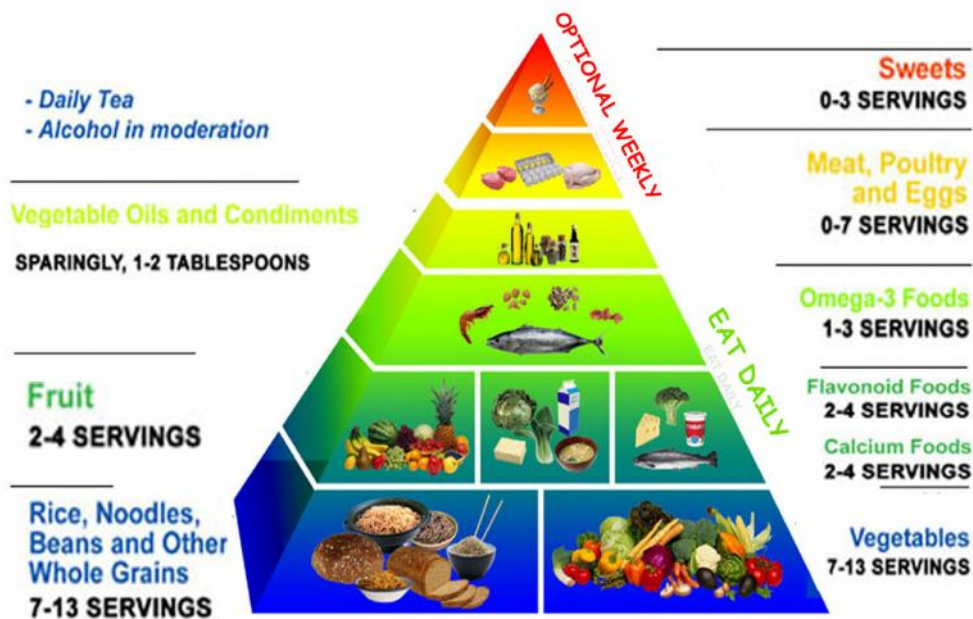 OPTIONAL WEEKLY
- Daily Tea
- Alcohol in moderation
Vegetable Oils and Condiments
SPARINGLY, 1-2 TABLESPOONS
Fruit
2-4 SERVINGS
Rice, Noodles,
Beans and Other
Whole Grains
7-13 SERVINGS
Sweets
0-3 SERVINGS
Meat, Poultry
and Eggs
0-7 SERVINGS
Omega-3 Foods
1-3 SERVINGS
EAT DAILY
EAT DAILY
Flavonoid Foods
2-4 SERVINGS
Calcium Foods
2-4 SERVINGS
Vegetables
7-13 SERVINGS